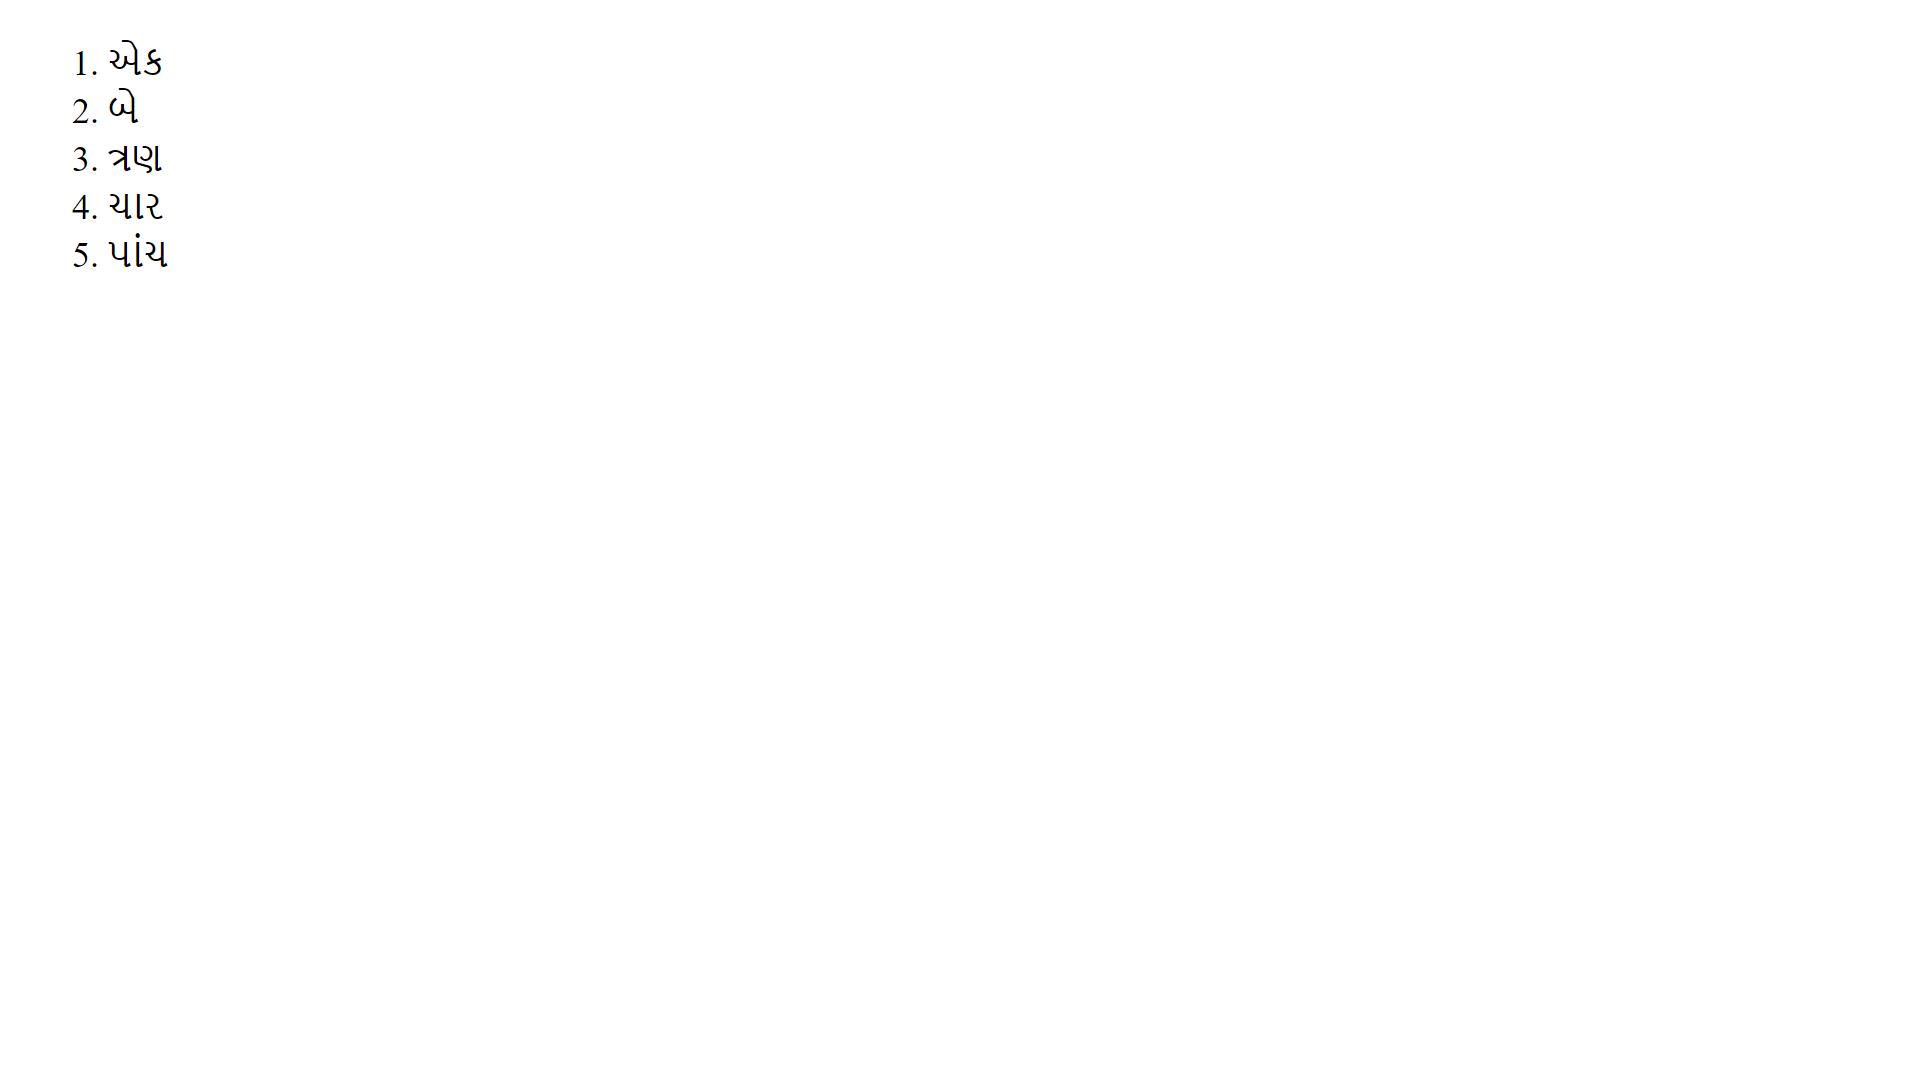 1. એક
2. બે
3. ત્રણ
4. ચાર
5. પાંચ